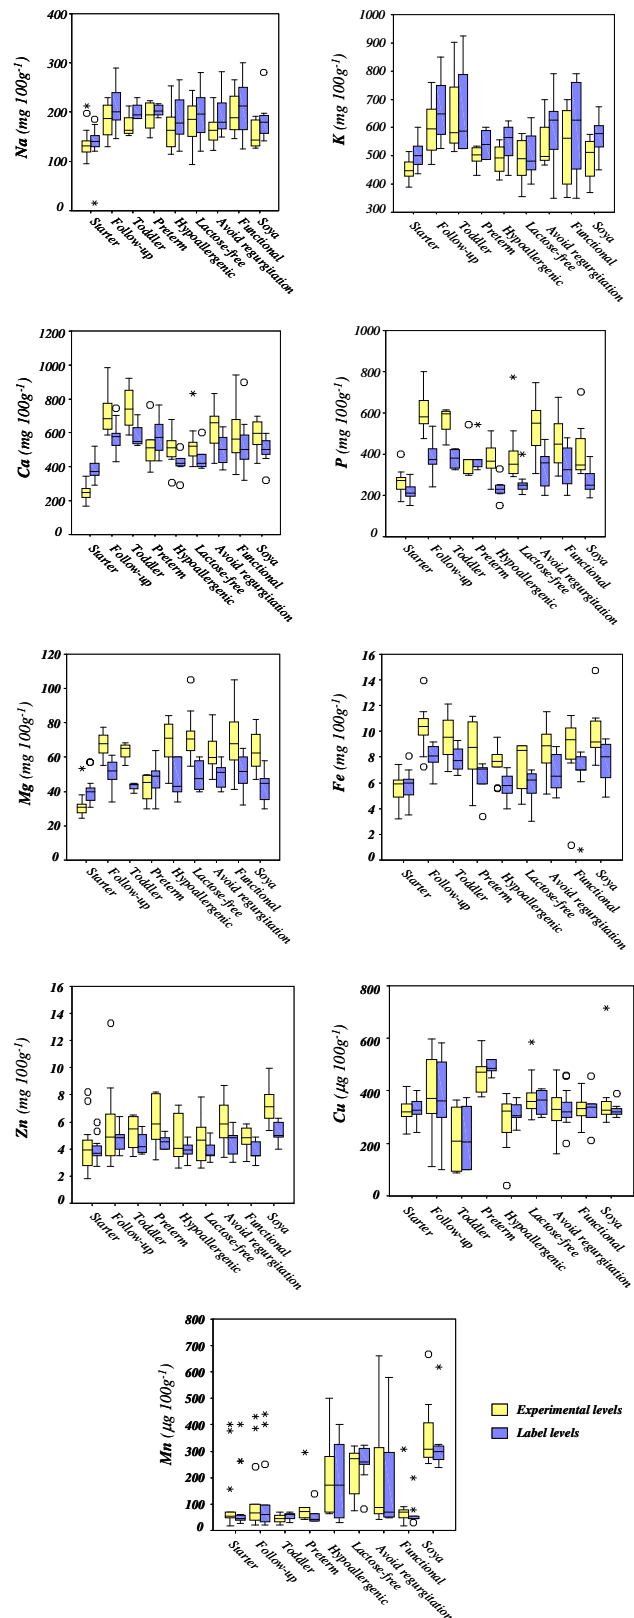 400
300
200
100
0
Na (mg 100g-1)
*
Starter
Follow-up
Toddler
Preterm
Hypoallergenic
Lactose-free
Avoid regurgitation
Functional
Soya
1000
900
800
700
600
500
400
300
K (mg 100g-1)
Starter
Follow-up
Toddler
Preterm
Hypoallergenic
Lactose-free
Avoid regurgitation
Functional
Soya
1200
1000
800
600
400
200
0
Ca (mg 100g-1)
Starter
Follow-up
Toddler
Preterm
Hypoallergenic
Lactose-free
Avoid regurgitation
Functional
Soya
1000
800
600
400
200
0
P (mg 100g-1)
Starter
Follow-up
Toddler
Preterm
Hypoallergenic
Lactose-free
Avoid regurgitation
Functional
Soya
120
100
80
60
40
20
0
Mg (mg 100g-1)
Starter
Follow-up
Toddler
Preterm
Hypoallergenic
Lactose-free
Avoid regurgitation
Functional
Soya
16
14
12
10
8
6
4
2
0
Fe (mg 100g-1)
Starter
Follow-up
Toddler
Preterm
Hypoallergenic
Lactose-free
Avoid regurgitation
Functional
Soya
16
14
12
10
8
6
4
2
0
Zn (mg 100g-1)
Starter
Follow-up
Toddler
Preterm
Hypoallergenic
Lactose-free
Avoid regurgitation
Functional
Soya
800
600
400
200
0
Cu (µg 100g-1)
Starter
Follow-up
Toddler
Preterm
Hypoallergenic
Lactose-free
Avoid regurgitation
Functional
Soya
800
700
600
500
400
300
200
100
0
Mn (µg 100g-1)
Starter
Follow-up
Toddler
Preterm
Hypoallergenic
Lactose-free
Avoid regurgitation
Functional
Soya
Experimental levels
Label levels